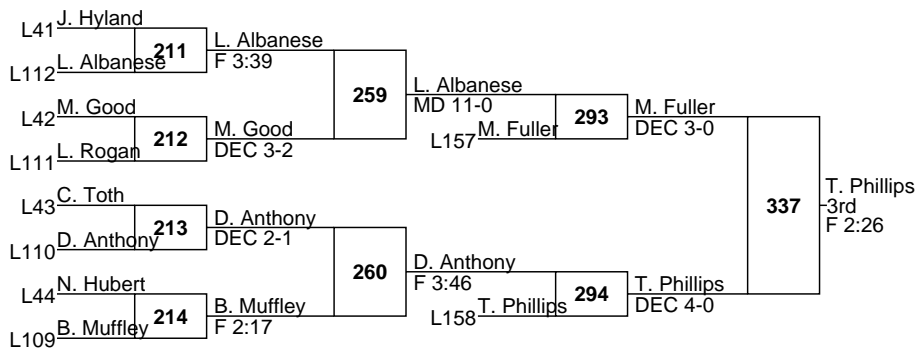 L41 J. Hyland
211
L. Albanese
F 3:39
L112 L. Albanese
259
L. Albanese
MD 11-0
L42 M. Good
212
M. Good
DEC 3-2
L111 L. Rogan
L157 M. Fuller
293
M. Fuller
DEC 3-0
L43 C. Toth
213
D. Anthony
DEC 2-1
L110 D. Anthony
260
D. Anthony
F 3:46
L44 N. Hubert
214
B. Muffley
F 2:17
L109 B. Muffley
L158 T. Phillips
294
T. Phillips
DEC 4-0
337
T. Phillips
3rd
F 2:26